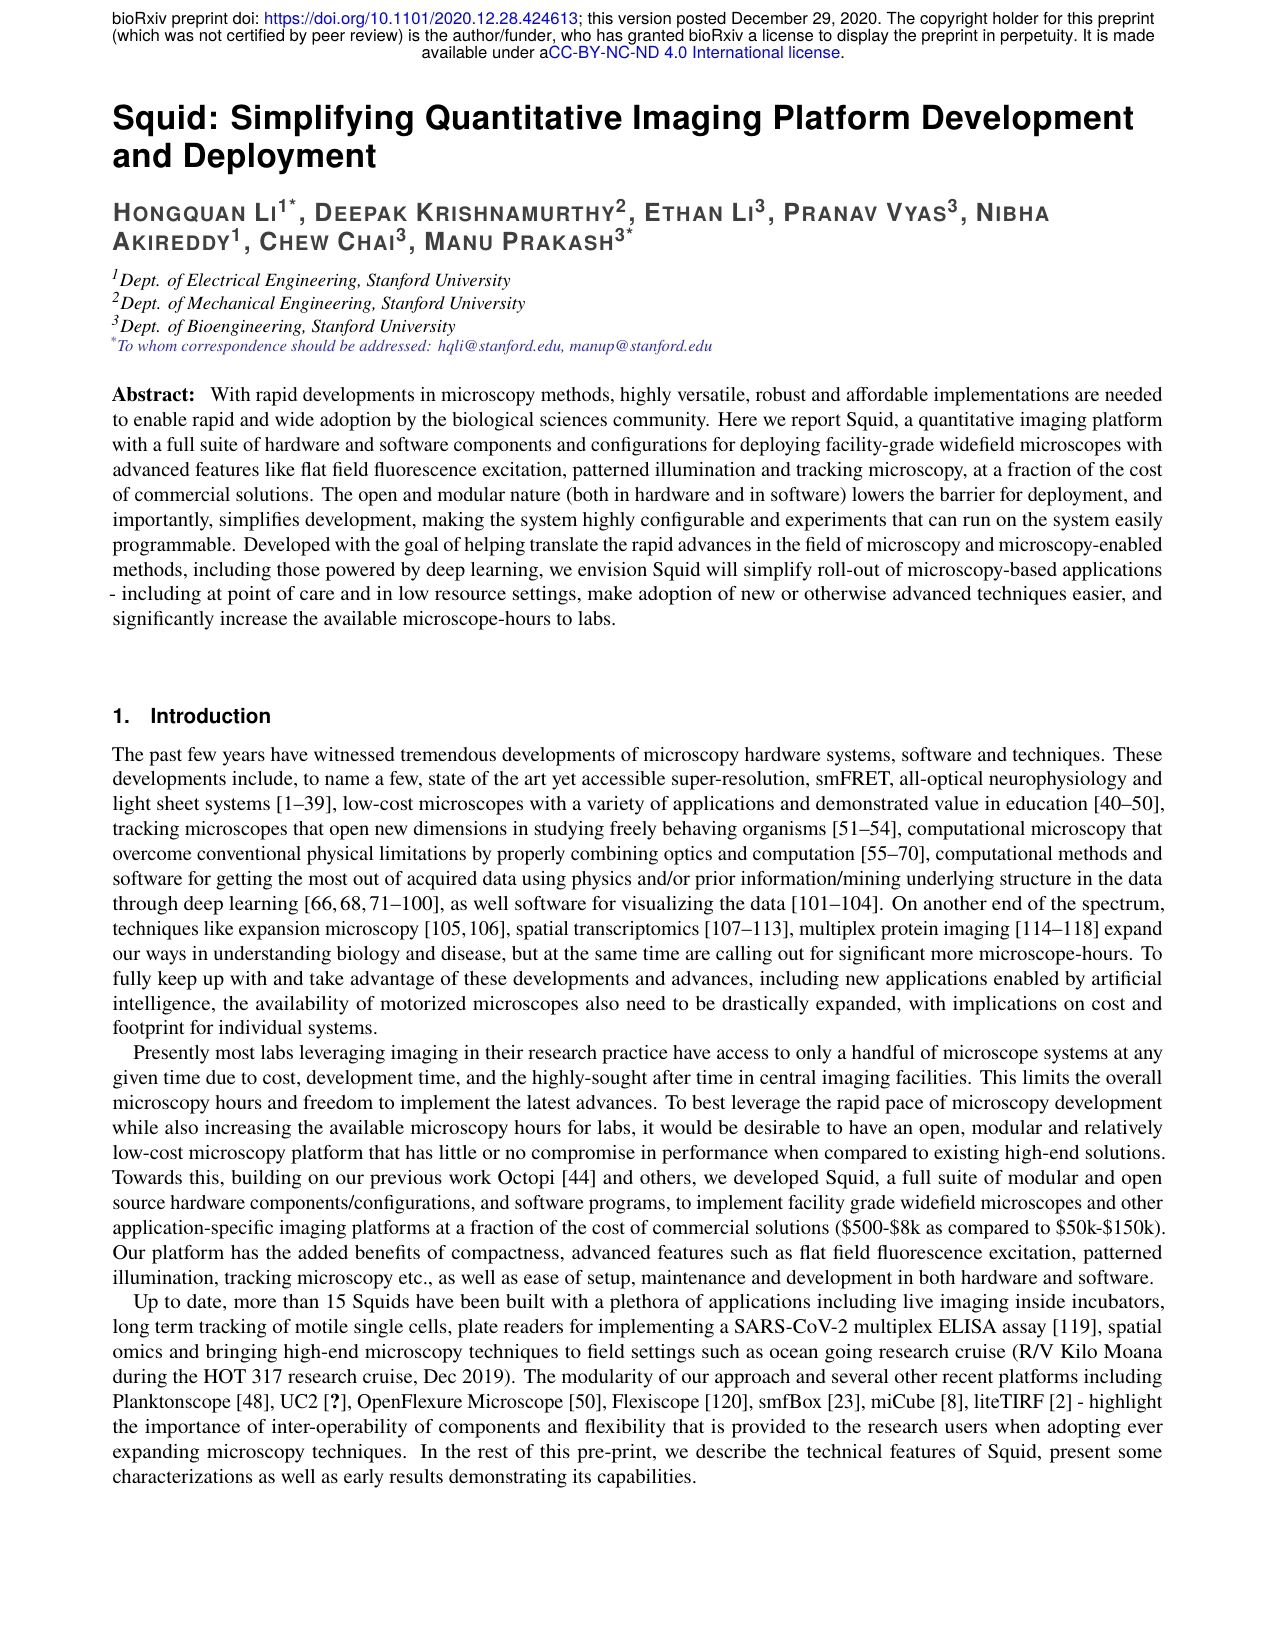 bioRxiv preprint doi: https://doi.org/10.1101/2020.12.28.424613; this version posted December 29, 2020. The copyright holder for this preprint
(which was not certified by peer review) is the author/funder, who has granted bioRxiv a license to display the preprint in perpetuity. It is made
available under aCC-BY-NC-ND 4.0 International license.
Squid: Simplifying Quantitative Imaging Platform Development
and Deployment
HONGQUAN LI1*, DEEPAK KRISHNAMURTHY2, ETHAN LI3, PRANAV VYAS3, NIBHA
AKIREDDY1, CHEW CHAI3, MANU PRAKASH3*
1Dept. of Electrical Engineering, Stanford University
2Dept. of Mechanical Engineering, Stanford University
3Dept. of Bioengineering, Stanford University
*To whom correspondence should be addressed: hqli@stanford.edu, manup@stanford.edu
Abstract: With rapid developments in microscopy methods, highly versatile, robust and affordable implementations are needed
to enable rapid and wide adoption by the biological sciences community. Here we report Squid, a quantitative imaging platform
with a full suite of hardware and software components and configurations for deploying facility-grade widefield microscopes with
advanced features like flat field fluorescence excitation, patterned illumination and tracking microscopy, at a fraction of the cost
of commercial solutions. The open and modular nature (both in hardware and in software) lowers the barrier for deployment, and
importantly, simplifies development, making the system highly configurable and experiments that can run on the system easily
programmable. Developed with the goal of helping translate the rapid advances in the field of microscopy and microscopy-enabled
methods, including those powered by deep learning, we envision Squid will simplify roll-out of microscopy-based applications
- including at point of care and in low resource settings, make adoption of new or otherwise advanced techniques easier, and
significantly increase the available microscope-hours to labs.
1. Introduction
The past few years have witnessed tremendous developments of microscopy hardware systems, software and techniques. These
developments include, to name a few, state of the art yet accessible super-resolution, smFRET, all-optical neurophysiology and
light sheet systems [1–39], low-cost microscopes with a variety of applications and demonstrated value in education [40–50],
tracking microscopes that open new dimensions in studying freely behaving organisms [51–54], computational microscopy that
overcome conventional physical limitations by properly combining optics and computation [55–70], computational methods and
software for getting the most out of acquired data using physics and/or prior information/mining underlying structure in the data
through deep learning [66, 68, 71–100], as well software for visualizing the data [101–104]. On another end of the spectrum,
techniques like expansion microscopy [105, 106], spatial transcriptomics [107–113], multiplex protein imaging [114–118] expand
our ways in understanding biology and disease, but at the same time are calling out for significant more microscope-hours. To
fully keep up with and take advantage of these developments and advances, including new applications enabled by artificial
intelligence, the availability of motorized microscopes also need to be drastically expanded, with implications on cost and
footprint for individual systems.
Presently most labs leveraging imaging in their research practice have access to only a handful of microscope systems at any
given time due to cost, development time, and the highly-sought after time in central imaging facilities. This limits the overall
microscopy hours and freedom to implement the latest advances. To best leverage the rapid pace of microscopy development
while also increasing the available microscopy hours for labs, it would be desirable to have an open, modular and relatively
low-cost microscopy platform that has little or no compromise in performance when compared to existing high-end solutions.
Towards this, building on our previous work Octopi [44] and others, we developed Squid, a full suite of modular and open
source hardware components/configurations, and software programs, to implement facility grade widefield microscopes and other
application-specific imaging platforms at a fraction of the cost of commercial solutions ($500-$8k as compared to $50k-$150k).
Our platform has the added benefits of compactness, advanced features such as flat field fluorescence excitation, patterned
illumination, tracking microscopy etc., as well as ease of setup, maintenance and development in both hardware and software.
Up to date, more than 15 Squids have been built with a plethora of applications including live imaging inside incubators,
long term tracking of motile single cells, plate readers for implementing a SARS-CoV-2 multiplex ELISA assay [119], spatial
omics and bringing high-end microscopy techniques to field settings such as ocean going research cruise (R/V Kilo Moana
during the HOT 317 research cruise, Dec 2019). The modularity of our approach and several other recent platforms including
Planktonscope [48], UC2 [?], OpenFlexure Microscope [50], Flexiscope [120], smfBox [23], miCube [8], liteTIRF [2] - highlight
the importance of inter-operability of components and flexibility that is provided to the research users when adopting ever
expanding microscopy techniques. In the rest of this pre-print, we describe the technical features of Squid, present some
characterizations as well as early results demonstrating its capabilities.